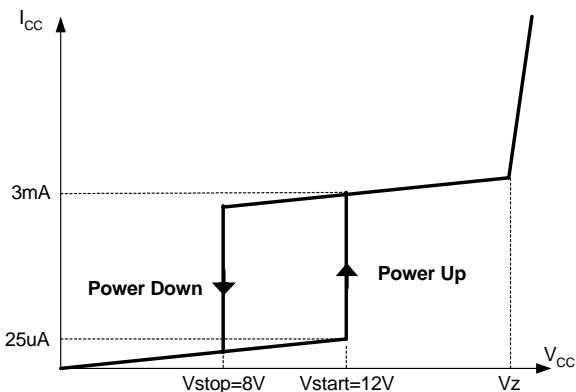 I_CC
3mA
Power Down
Power Up
25uA
V_CC
Vstop=8V
Vstart=12V
Vz